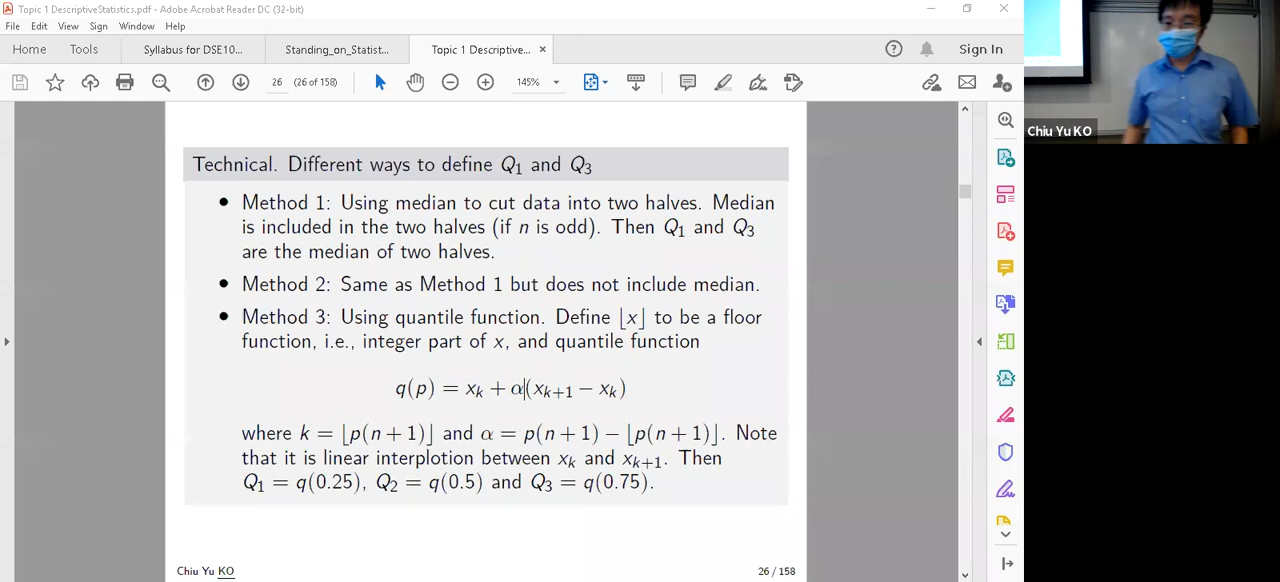 Topic 1 DescriptiveStatistics.pdf - Adobe Acrobat Reader DC (32-bit)
File Edit View Sign Window Help
Home Tools Syllabus for DSE10... Standing_on_Statist... Topic 1 Descriptive... × Sign In
26 (26 of 158) 145%
Technical. Different ways to define Q₁ and Q₃
• Method 1: Using median to cut data into two halves. Median
is included in the two halves (if n is odd). Then Q₁ and Q₃
are the median of two halves.
• Method 2: Same as Method 1 but does not include median.
• Method 3: Using quantile function. Define ⌊x⌋ to be a floor
function, i.e., integer part of x, and quantile function
q(p) = xₖ + α(xₖ₊₁ − xₖ)
where k = ⌊p(n + 1)⌋ and α = p(n + 1) − ⌊p(n + 1)⌋. Note
that it is linear interplotion between xₖ and xₖ₊₁. Then
Q₁ = q(0.25), Q₂ = q(0.5) and Q₃ = q(0.75).
Chiu Yu KO 26 / 158
Chiu Yu KO